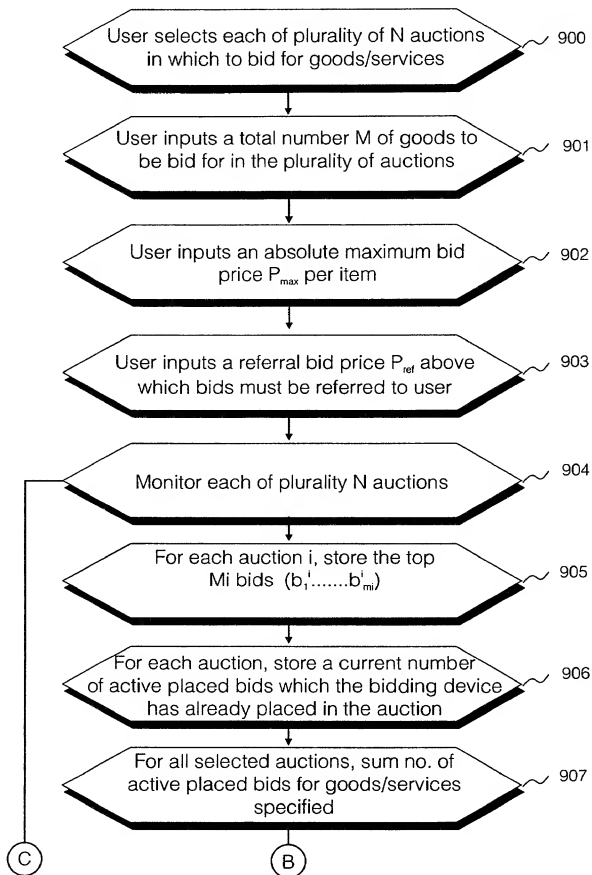 User selects each of plurality of N auctions
in which to bid for goods/services
900
User inputs a total number M of goods to
be bid for in the plurality of auctions
901
User inputs an absolute maximum bid
price Pmax per item
902
User inputs a referral bid price Pref above
which bids must be referred to user
903
Monitor each of plurality N auctions
904
For each auction i, store the top
Mi bids (b₁ⁱ.......bⁱmi)
905
For each auction, store a current number
of active placed bids which the bidding device
has already placed in the auction
906
For all selected auctions, sum no. of
active placed bids for goods/services
specified
907
C
B